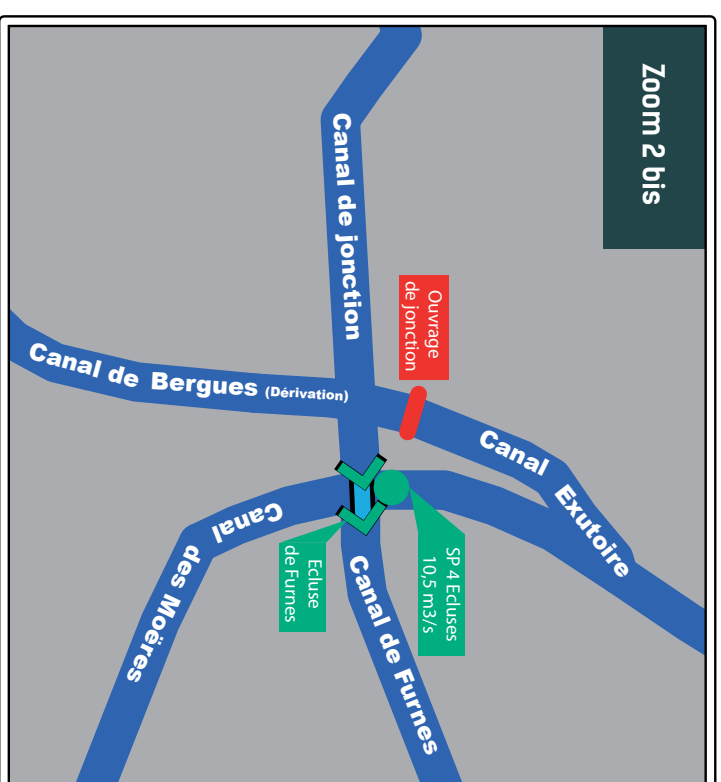 Zoom 2 bis
Canal de jonction
Ouvrage
de jonction
Canal de Bergues (Dérivation)
Canal Exutoire
SP 4 Ecluses
10,5 m3/s
Ecluse
de Furnes
Canal de Furnes
Canal des Moëres